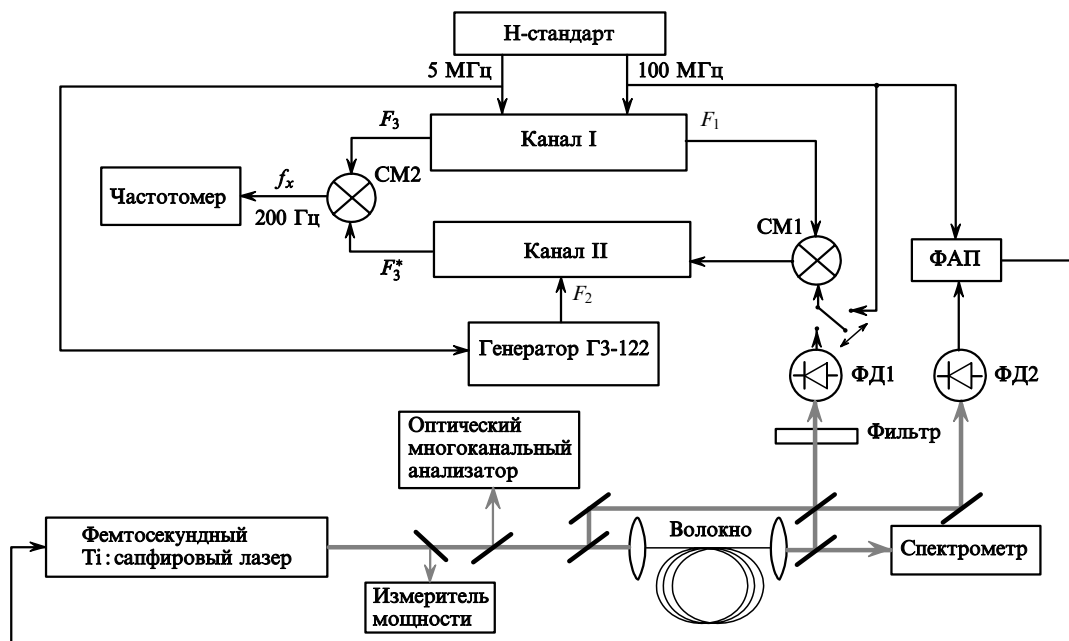 Н-стандарт
5 МГц
100 МГц
F₃
Канал I
F₁
СМ2
Частотомер
fₓ
200 Гц
СМ1
Канал II
F₃*
ФАП
F₂
Генератор Г3-122
ФД1
ФД2
Оптический
многоканальный
анализатор
Фильтр
Фемтосекундный
Ti : сапфировый лазер
Волокно
Спектрометр
Измеритель
мощности